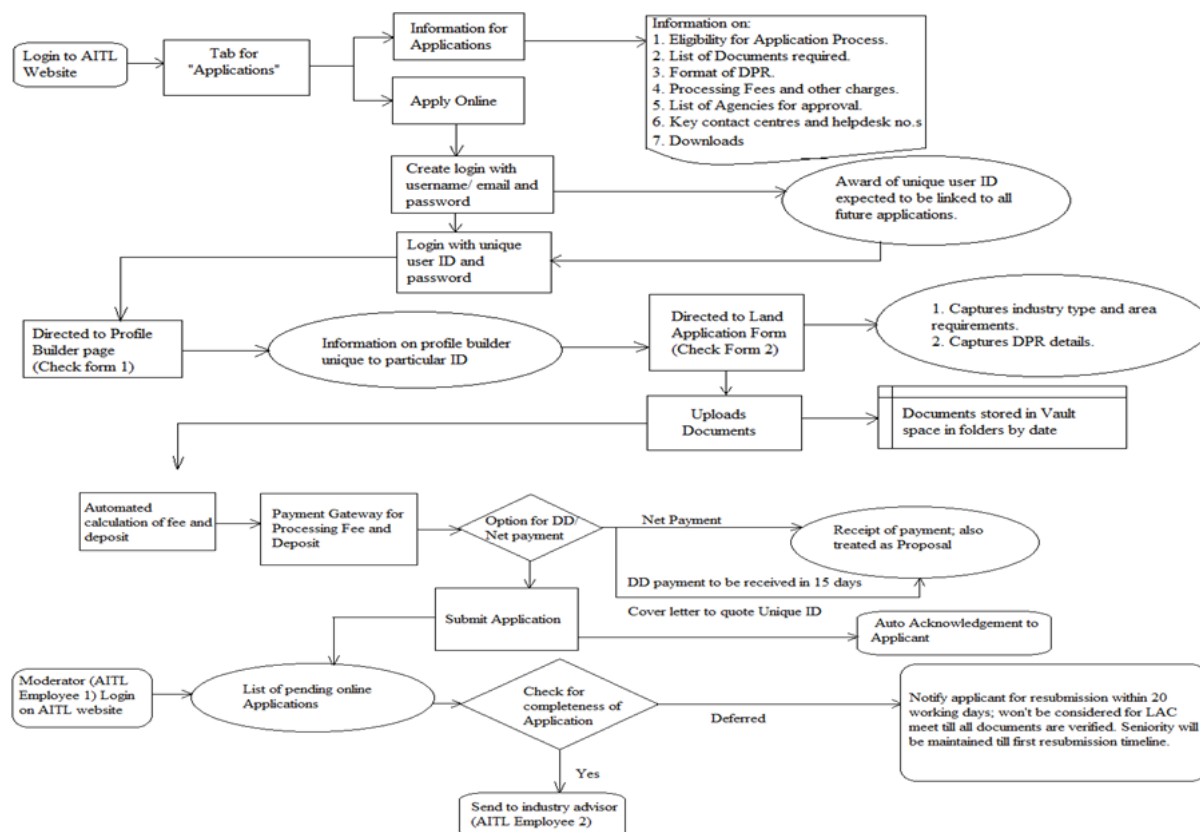 Login to AITL
Website
Tab for
"Applications"
Information for
Applications
Apply Online
Information on:
1. Eligibility for Application Process.
2. List of Documents required.
3. Format of DPR.
4. Processing Fees and other charges.
5. List of Agencies for approval.
6. Key contact centres and helpdesk no.s
7. Downloads
Create login with
username/ email and
password
Award of unique user ID
expected to be linked to all
future applications.
Login with unique
user ID and
password
Directed to Profile
Builder page
(Check form 1)
Information on profile builder
unique to particular ID
Directed to Land
Application Form
(Check Form 2)
1. Captures industry type and area
requirements.
2. Captures DPR details.
Uploads
Documents
Documents stored in Vault
space in folders by date
Automated
calculation of fee and
deposit
Payment Gateway for
Processing Fee and
Deposit
Option for DD/
Net payment
Net Payment
Receipt of payment; also
treated as Proposal
DD payment to be received in 15 days
Cover letter to quote Unique ID
Submit Application
Auto Acknowledgement to
Applicant
Moderator (AITL
Employee 1) Login
on AITL website
List of pending online
Applications
Check for
completeness of
Application
Deferred
Notify applicant for resubmission within 20
working days; won't be considered for LAC
meet till all documents are verified. Seniority will
be maintained till first resubmission timeline.
Yes
Send to industry advisor
(AITL Employee 2)